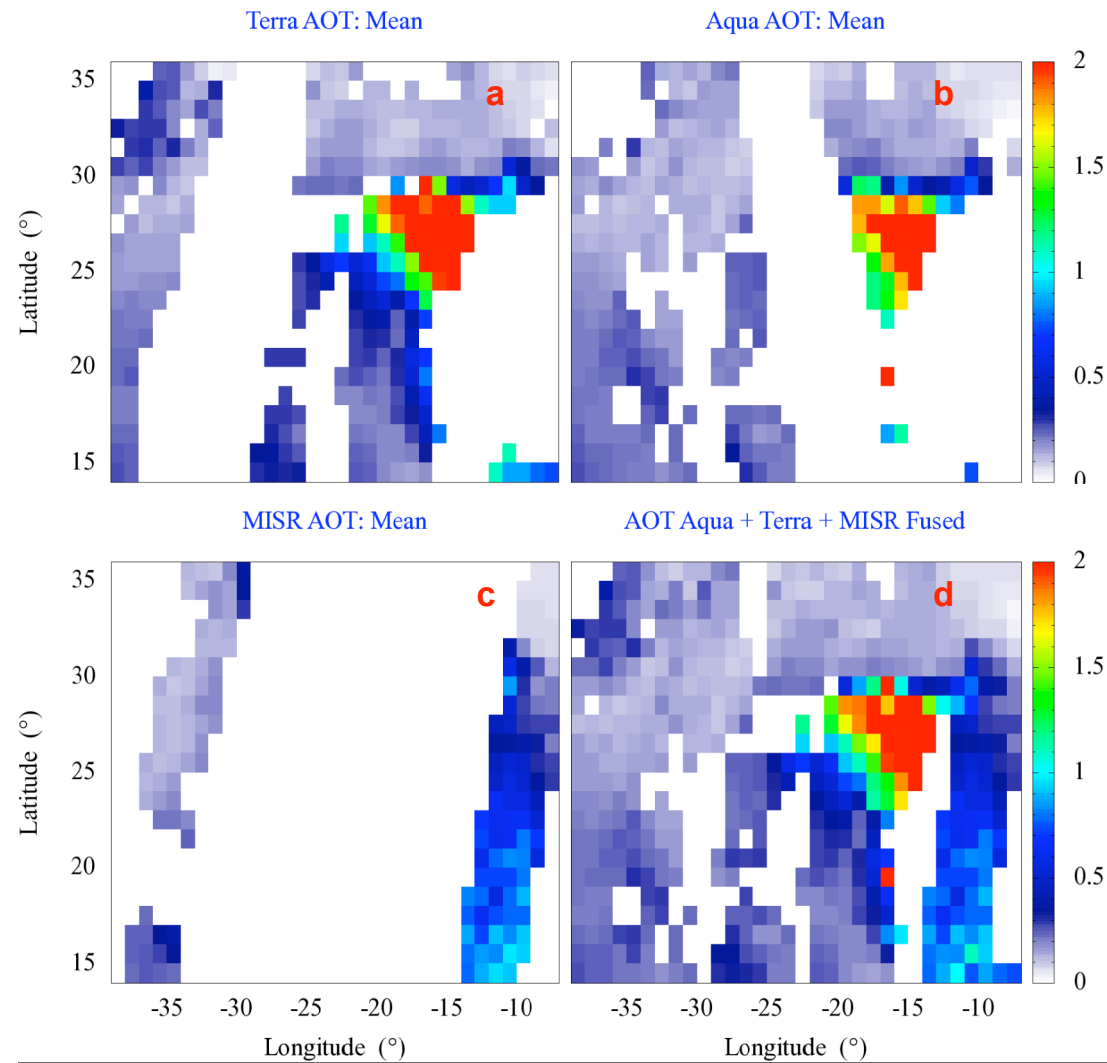 Terra AOT: Mean
Aqua AOT: Mean
a
b
35
30
25
20
15
Latitude (°)
2
1.5
1
0.5
0
MISR AOT: Mean
AOT Aqua + Terra + MISR Fused
c
d
35
30
25
20
15
Latitude (°)
2
1.5
1
0.5
0
-35 -30 -25 -20 -15 -10
-35 -30 -25 -20 -15 -10
Longitude (°)
Longitude (°)